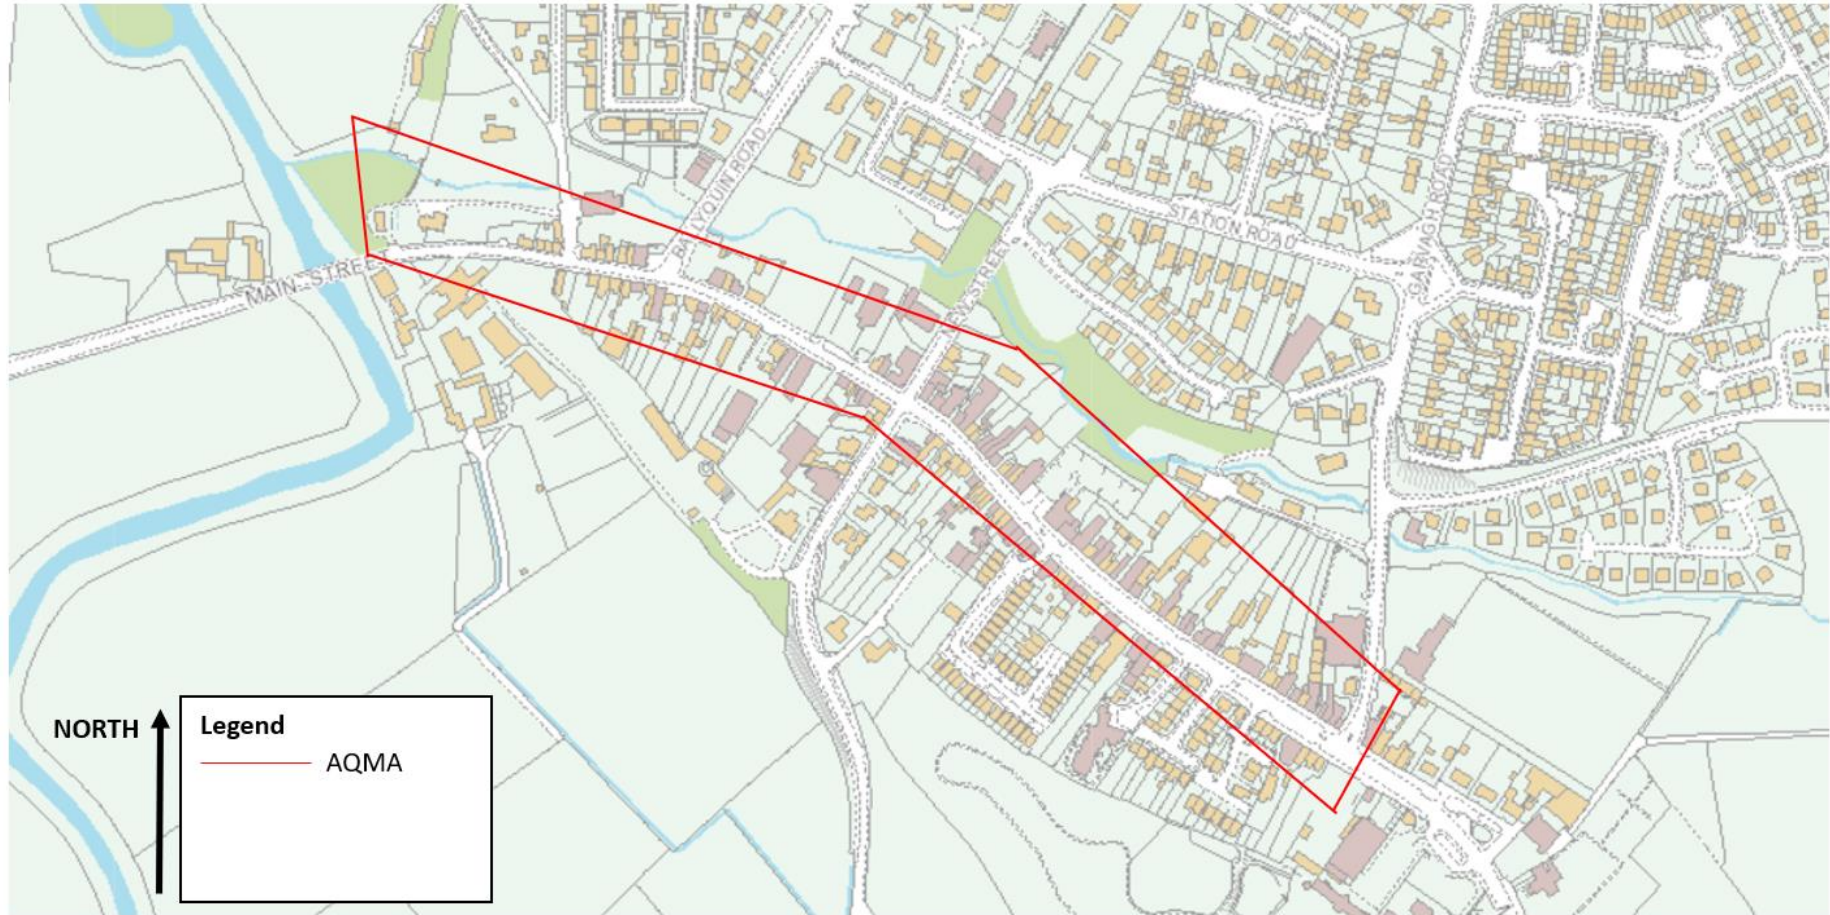 BALLYQUIN ROAD
STATION ROAD
GARVAGH ROAD
MAIN STREET
NORTH
Legend
AQMA